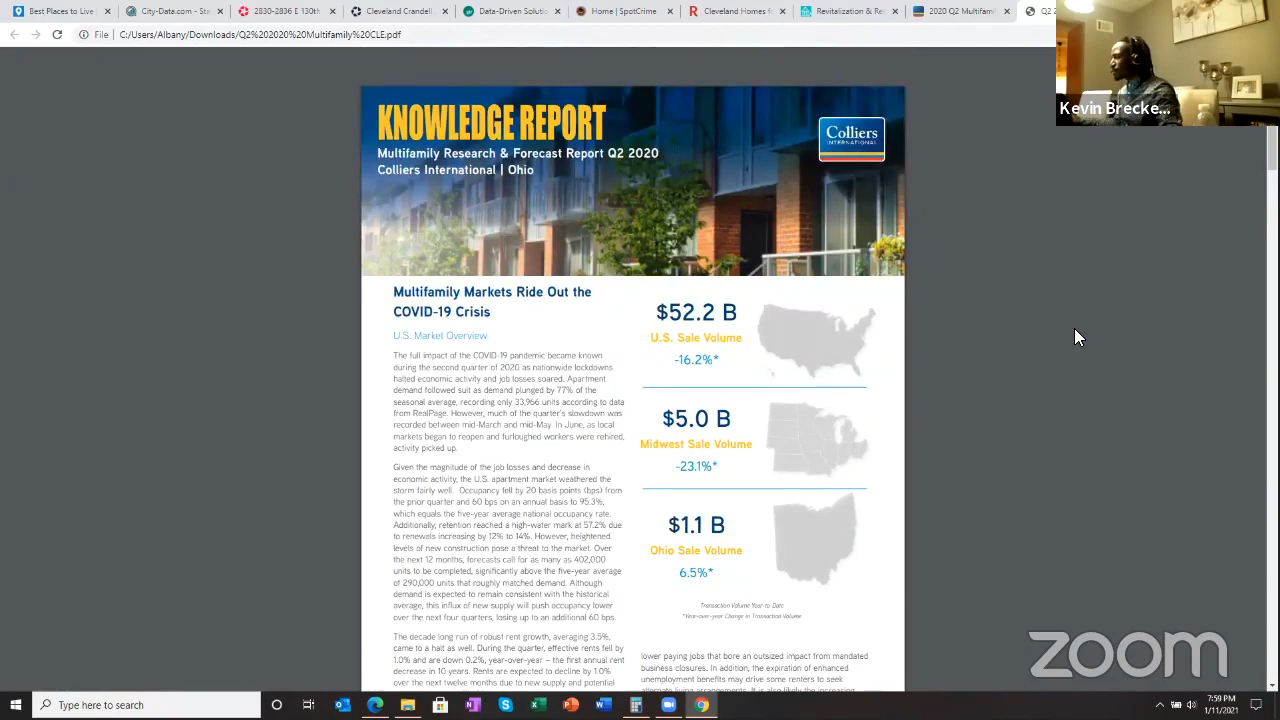 Best Places to Live |
City-Data.com - Sta
2830-2836 E 130th
Cleveland Crandell
Data-Driven Solutio
Home | SpotCrime
Cleveland Homes fo
Revitalization & Re
2020 Q2 Multifami
Q2 2
File | C:/Users/Albany/Downloads/Q2%202020%20Multifamily%20CLE.pdf
Kevin Brecke...
KNOWLEDGE REPORT
Multifamily Research & Forecast Report Q2 2020
Colliers International | Ohio
Colliers
INTERNATIONAL
Multifamily Markets Ride Out the
COVID-19 Crisis
U.S. Market Overview
The full impact of the COVID-19 pandemic became known
during the second quarter of 2020 as nationwide lockdowns
halted economic activity and job losses soared. Apartment
demand followed suit as demand plunged by 77% of the
seasonal average, recording only 33,966 units according to data
from RealPage. However, much of the quarter's slowdown was
recorded between mid-March and mid-May. In June, as local
markets began to reopen and furloughed workers were rehired,
activity picked up.
Given the magnitude of the job losses and decrease in
economic activity, the U.S. apartment market weathered the
storm fairly well. Occupancy fell by 20 basis points (bps) from
the prior quarter and 60 bps on an annual basis to 95.3%,
which equals the five-year average national occupancy rate.
Additionally, retention reached a high-water mark at 57.2% due
to renewals increasing by 12% to 14%. However, heightened
levels of new construction pose a threat to the market. Over
the next 12 months, forecasts call for as many as 402,000
units to be completed, significantly above the five-year average
of 290,000 units that roughly matched demand. Although
demand is expected to remain consistent with the historical
average, this influx of new supply will push occupancy lower
over the next four quarters, losing up to an additional 60 bps.
The decade long run of robust rent growth, averaging 3.5%,
came to a halt as well. During the quarter, effective rents fell by
1.0% and are down 0.2%, year-over-year – the first annual rent
decrease in 10 years. Rents are expected to decline by 1.0%
over the next twelve months due to new supply and potential
$52.2 B
U.S. Sale Volume
-16.2%*
$5.0 B
Midwest Sale Volume
-23.1%*
$1.1 B
Ohio Sale Volume
6.5%*
Transaction Volume Year-to-Date
*Year-over-year Change in Transaction Volume
lower paying jobs that bore an outsized impact from mandated
business closures. In addition, the expiration of enhanced
unemployment benefits may drive some renters to seek
alternate living arrangements. It is also likely the increasing
zoom
Type here to search
7:59 PM
1/11/2021